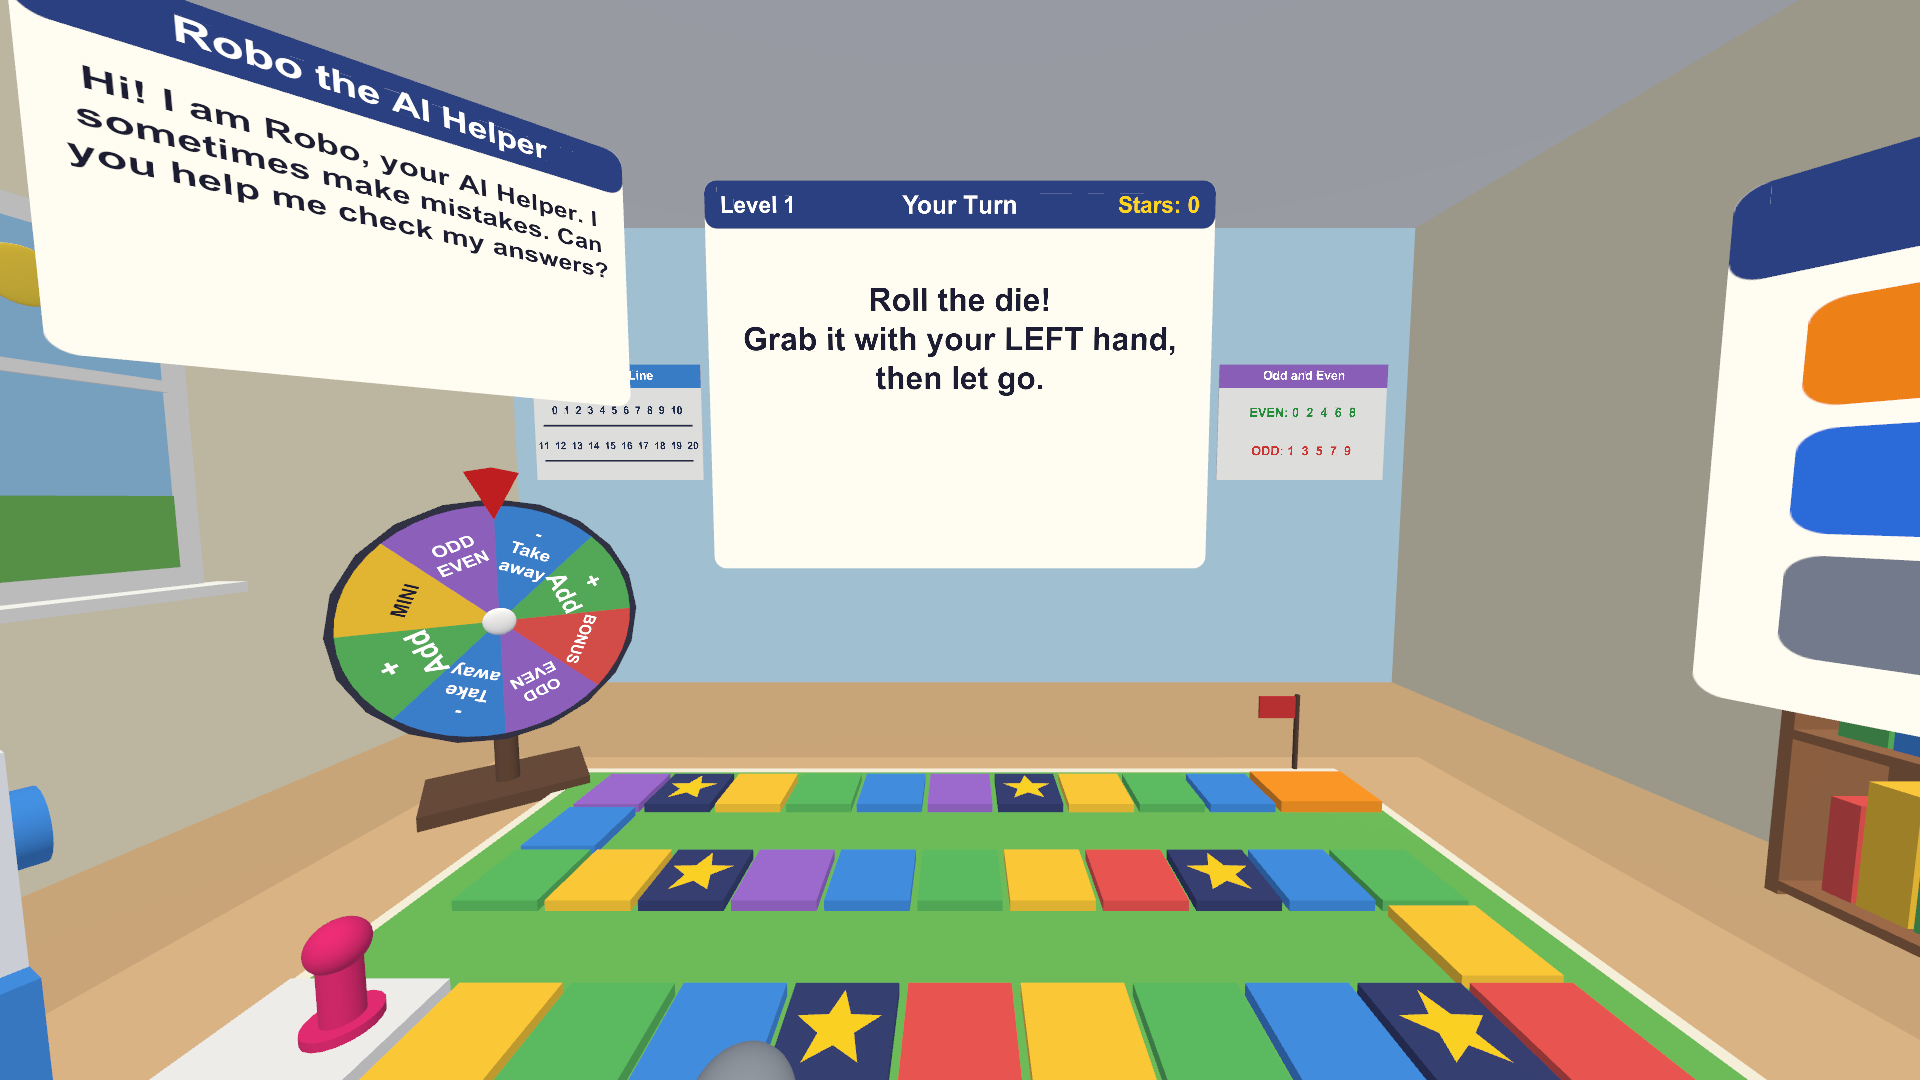 Robo the AI Helper
Hi! I am Robo, your AI Helper. I
sometimes make mistakes. Can
you help me check my answers?
Level 1
Your Turn
Stars: 0
Roll the die!
Grab it with your LEFT hand,
then let go.
Line
0 1 2 3 4 5 6 7 8 9 10
11 12 13 14 15 16 17 18 19 20
Odd and Even
EVEN: 0 2 4 6 8
ODD: 1 3 5 7 9
ODD
EVEN
-
Take
away
+
Add
BONUS
ODD
EVEN
-
Take
away
+
Add
MINI